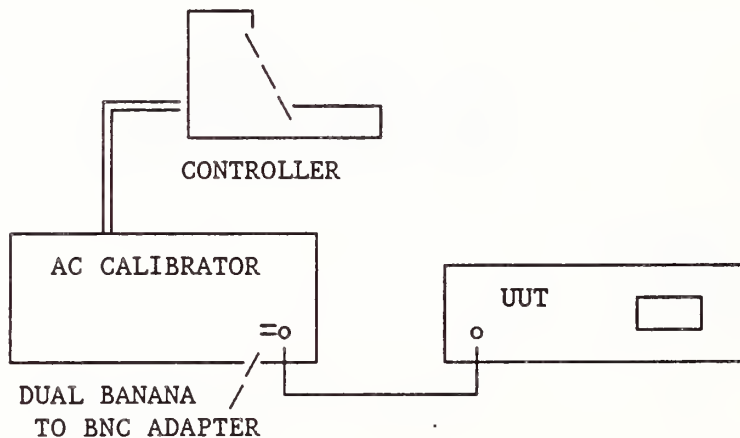 CONTROLLER
AC CALIBRATOR
UUT
DUAL BANANA
TO BNC ADAPTER